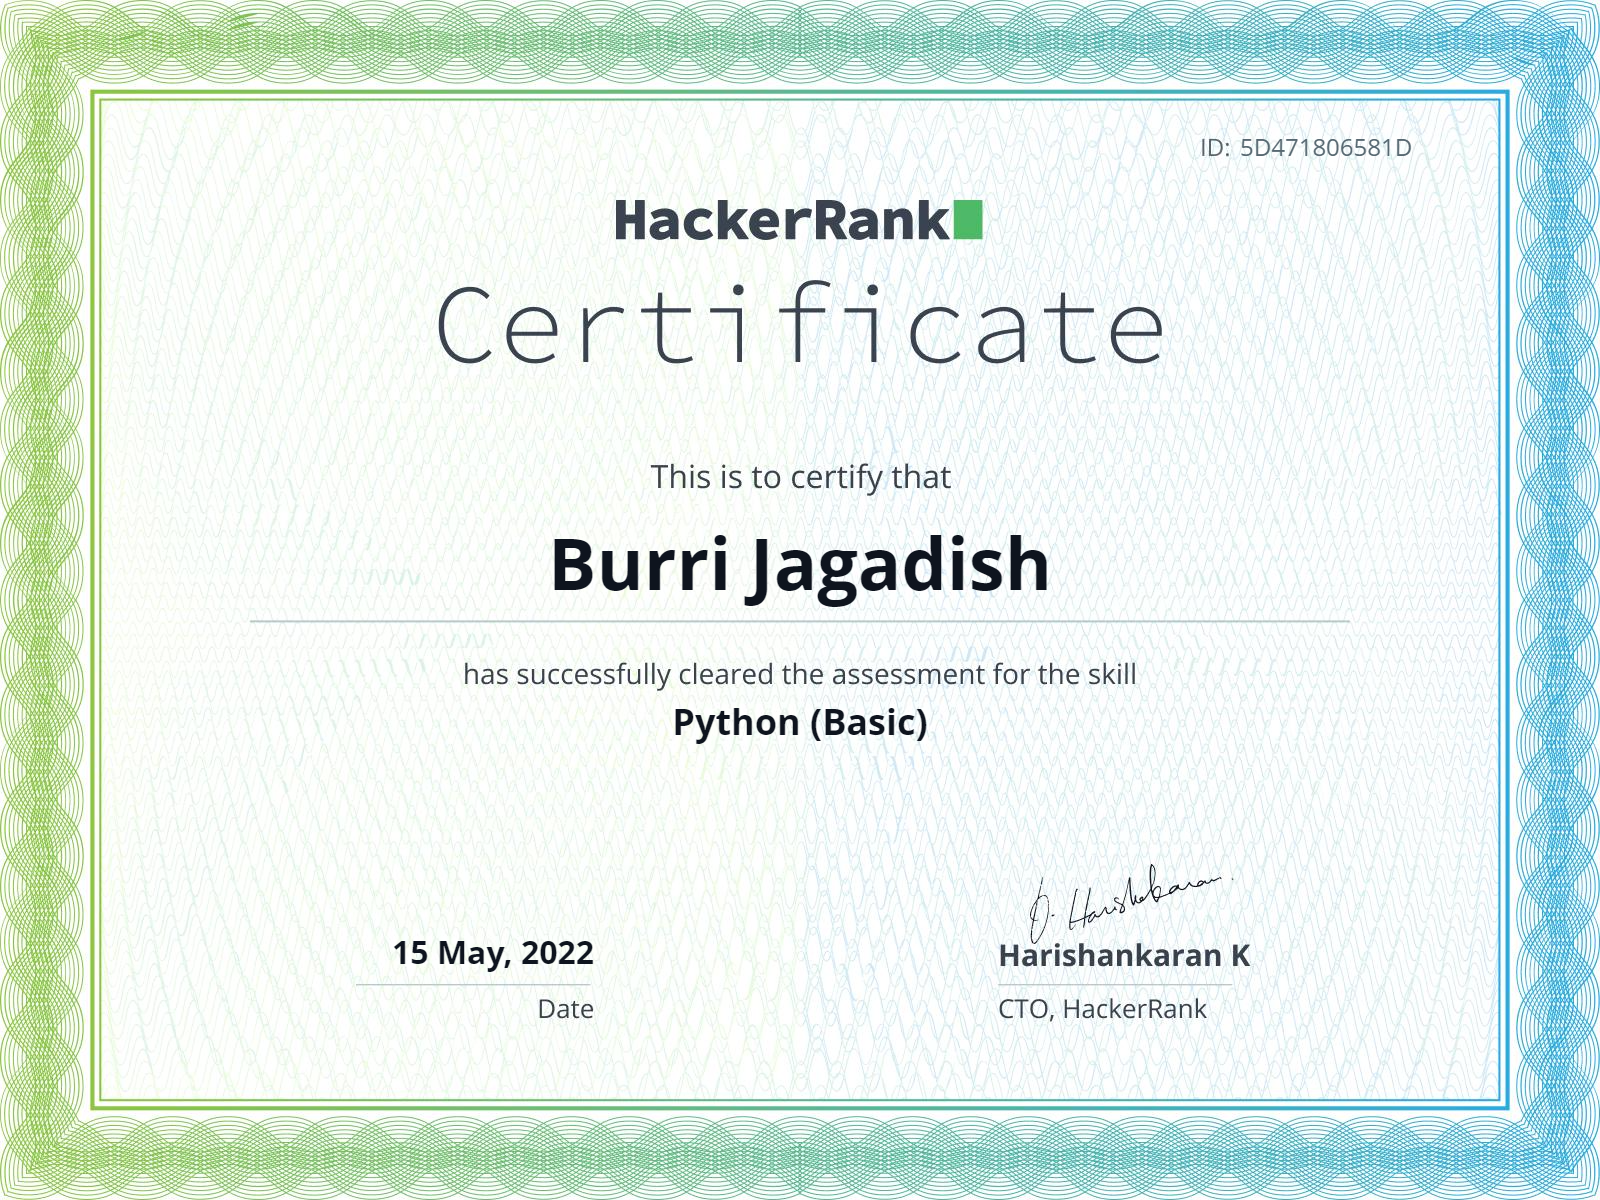 ID: 5D471806581D
HackerRank
Certificate
This is to certify that
Burri Jagadish
has successfully cleared the assessment for the skill
Python (Basic)
15 May, 2022
Date
Harishankaran K
CTO, HackerRank